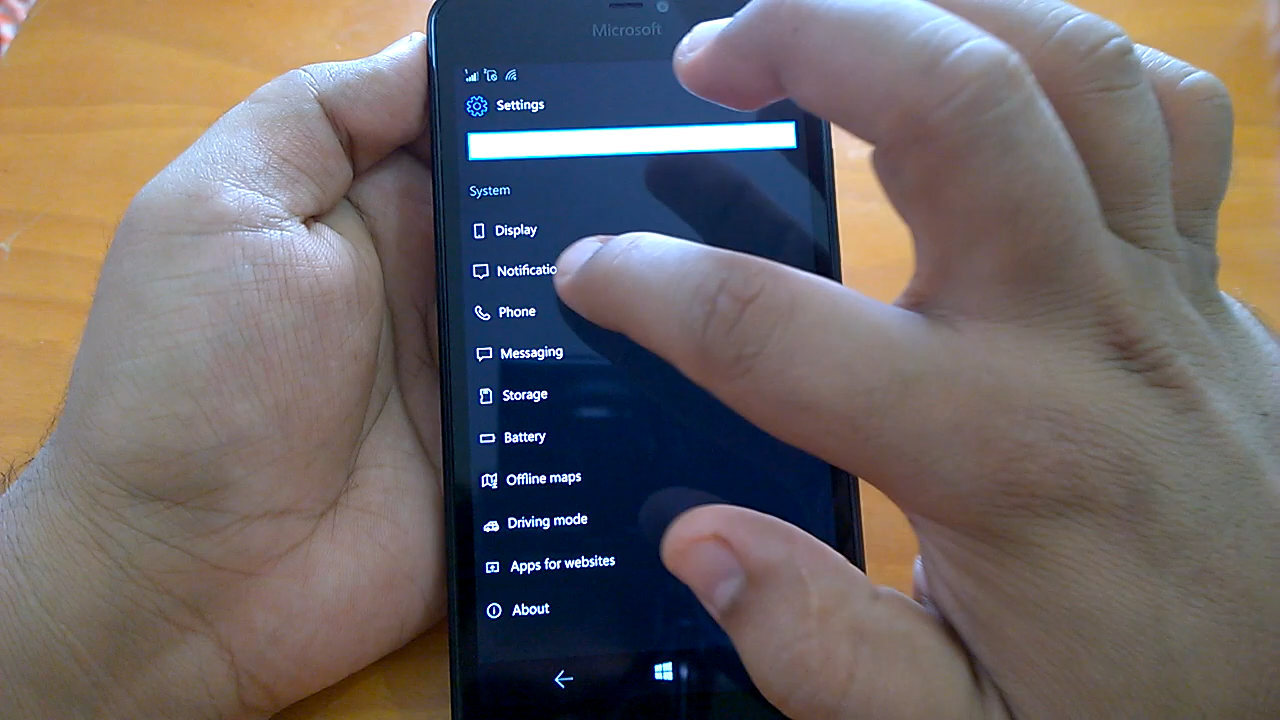 Microsoft
Settings
System
Display
Notificatio
Phone
Messaging
Storage
Battery
Offline maps
Driving mode
Apps for websites
About